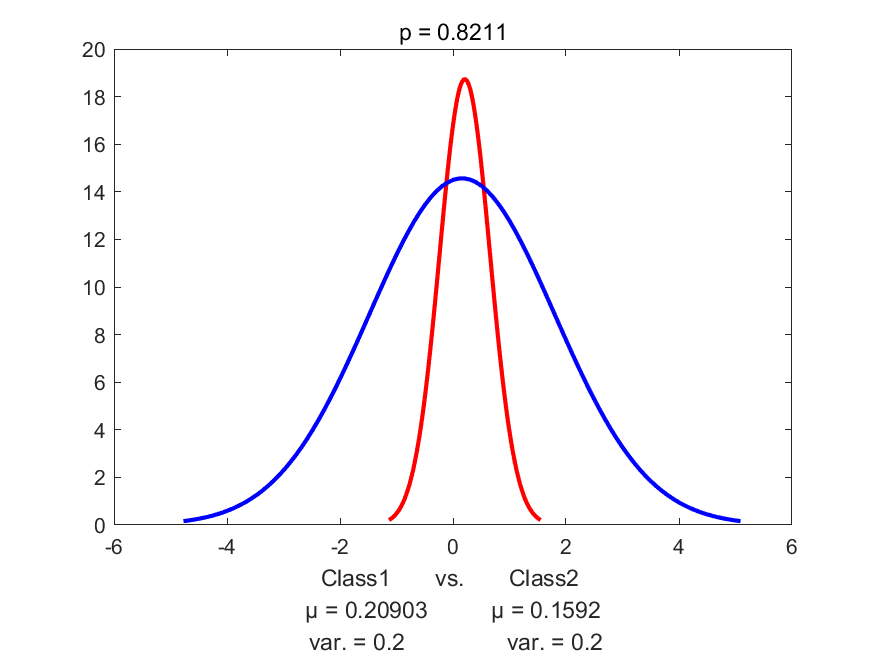 p = 0.8211
20
18
16
14
12
10
8
6
4
2
0
-6 -4 -2 0 2 4 6
Class1 vs. Class2
μ = 0.20903 μ = 0.1592
var. = 0.2 var. = 0.2